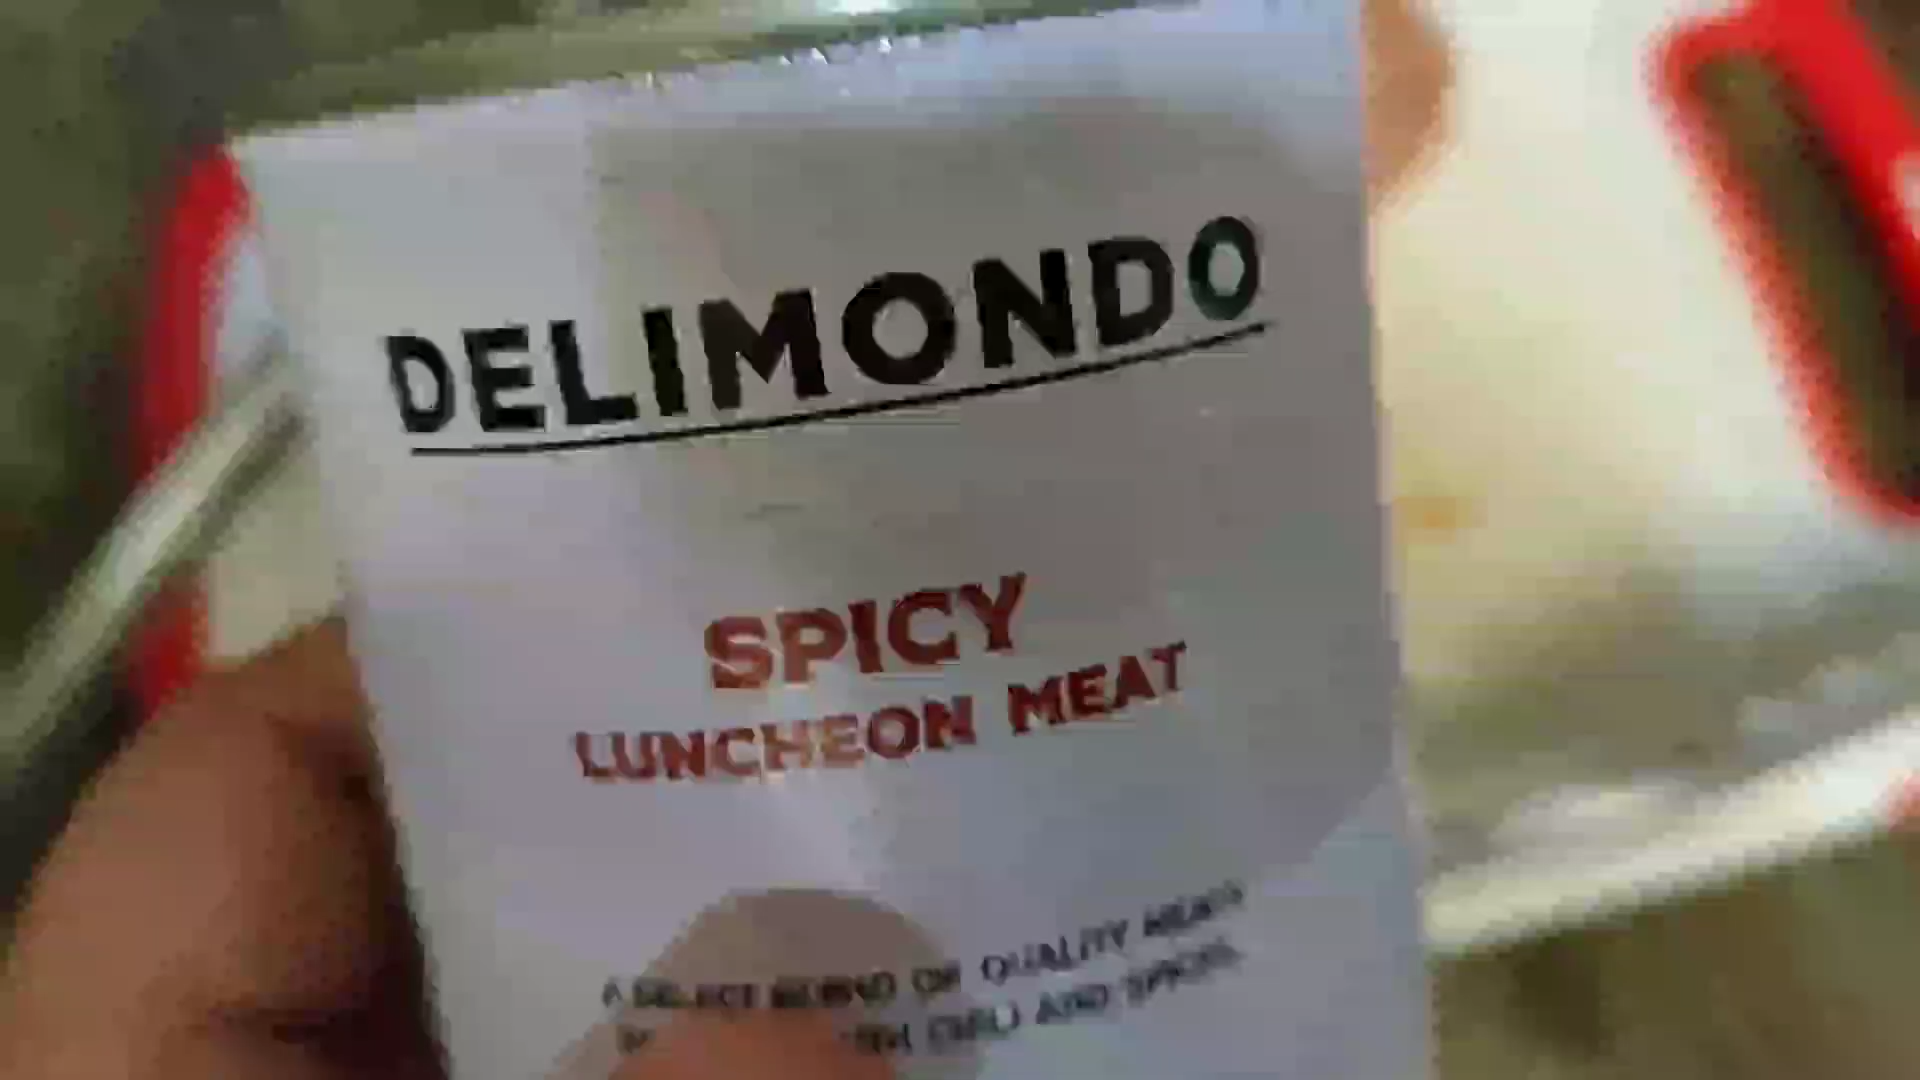 DELIMONDO
SPICY
LUNCHEON MEAT
A SELECT BLEND OF QUALITY MEATS
CHILI AND SPICES